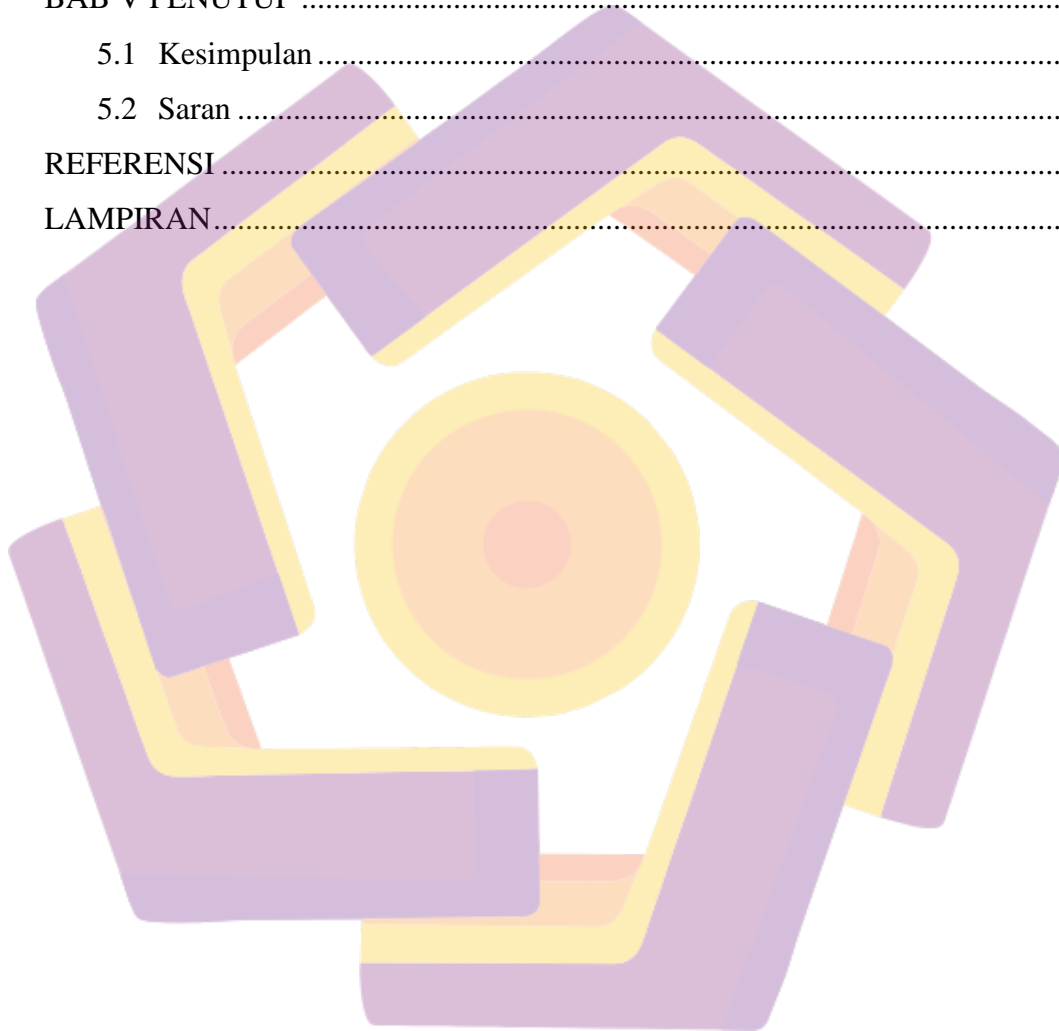 BAB V PENUTUP ................................................................................
5.1 Kesimpulan ................................................................................
5.2 Saran ................................................................................
REFERENSI ................................................................................
LAMPIRAN ................................................................................